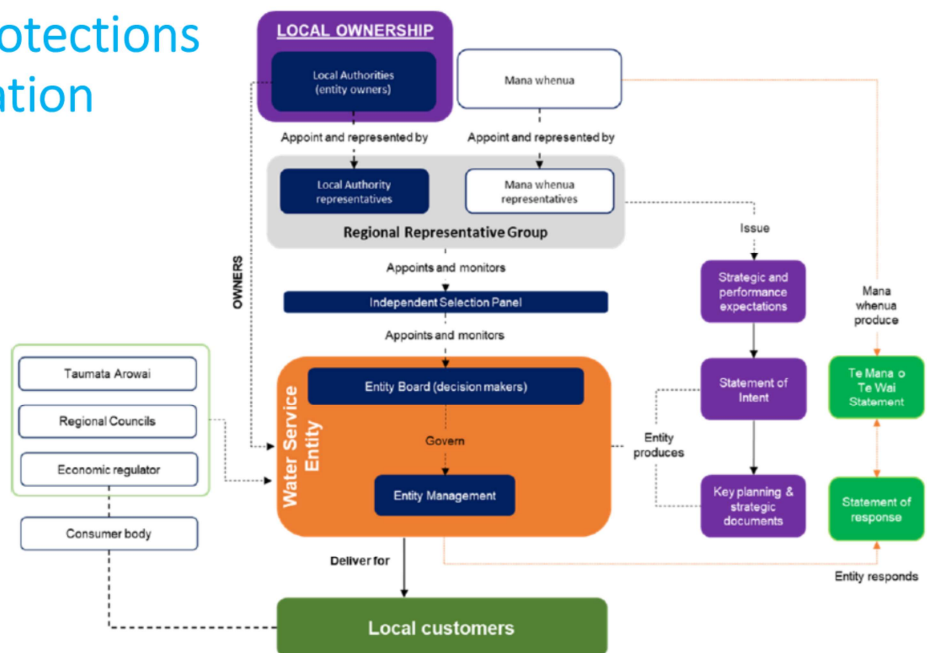 otections
ation
LOCAL OWNERSHIP
Local Authorities
(entity owners)
Mana whenua
Appoint and represented by
Appoint and represented by
Local Authority
representatives
Mana whenua
representatives
Regional Representative Group
Issue
OWNERS
Appoints and monitors
Strategic and
performance
expectations
Independent Selection Panel
Mana
whenua
produce
Appoints and monitors
Taumata Arowai
Regional Councils
Economic regulator
Consumer body
Water Service
Entity
Entity Board (decision makers)
Govern
Entity Management
Statement of
Intent
Te Mana o
Te Wai
Statement
Entity
produces
Key planning &
strategic
documents
Statement of
response
Deliver for
Entity responds
Local customers